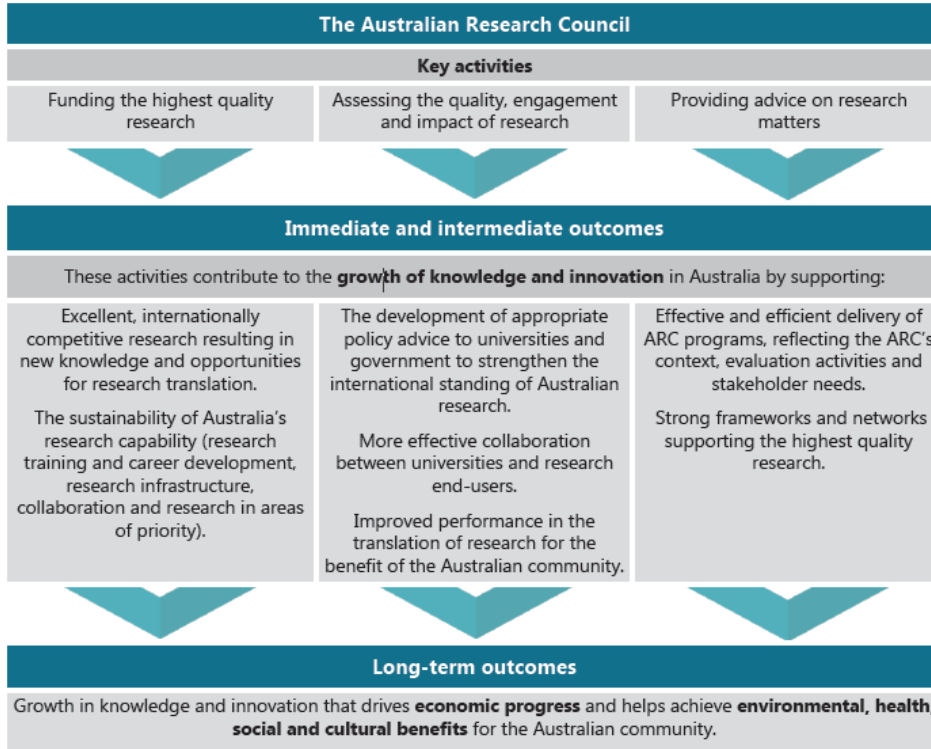 The Australian Research Council
Key activities
Funding the highest quality
research
Assessing the quality, engagement
and impact of research
Providing advice on research
matters
Immediate and intermediate outcomes
These activities contribute to the growth of knowledge and innovation in Australia by supporting:
Excellent, internationally
competitive research resulting in
new knowledge and opportunities
for research translation.
The sustainability of Australia's
research capability (research
training and career development,
research infrastructure,
collaboration and research in areas
of priority).
The development of appropriate
policy advice to universities and
government to strengthen the
international standing of Australian
research.
More effective collaboration
between universities and research
end-users.
Improved performance in the
translation of research for the
benefit of the Australian community.
Effective and efficient delivery of
ARC programs, reflecting the ARC's
context, evaluation activities and
stakeholder needs.
Strong frameworks and networks
supporting the highest quality
research.
Long-term outcomes
Growth in knowledge and innovation that drives economic progress and helps achieve environmental, health,
social and cultural benefits for the Australian community.